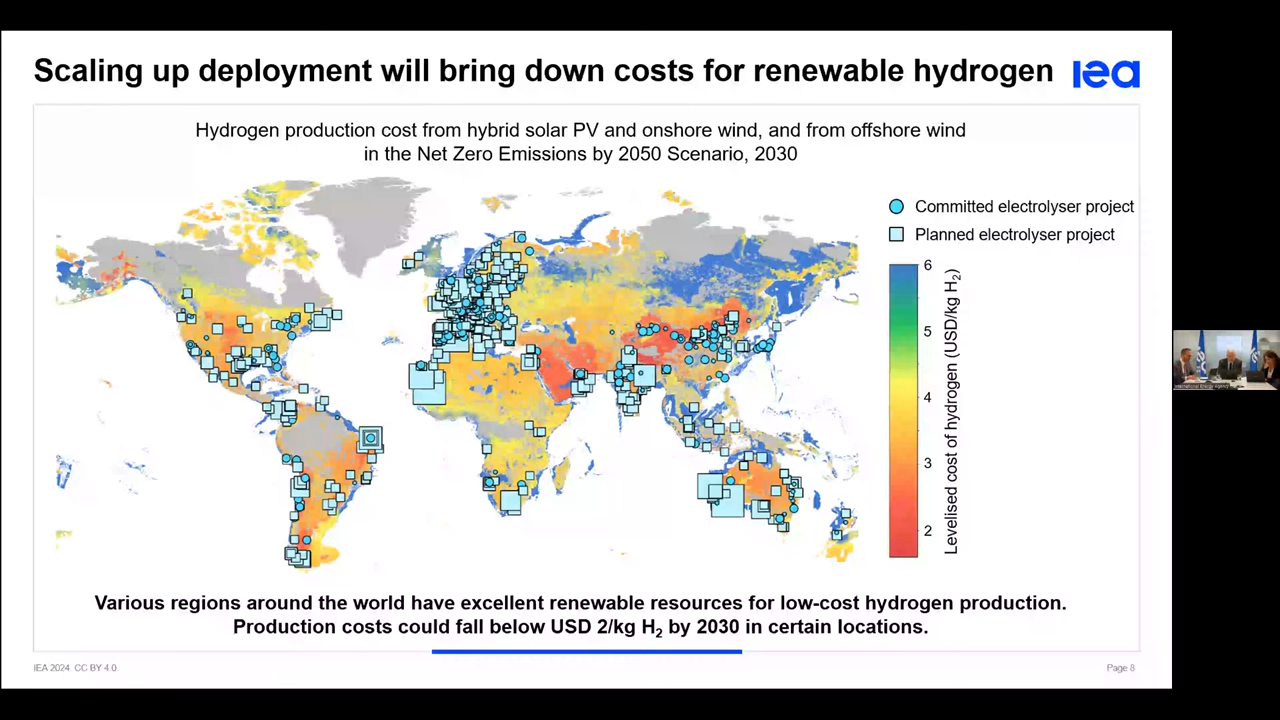 Scaling up deployment will bring down costs for renewable hydrogen
iea
Hydrogen production cost from hybrid solar PV and onshore wind, and from offshore wind
in the Net Zero Emissions by 2050 Scenario, 2030
Committed electrolyser project
Planned electrolyser project
6
5
4
3
2
Levelised cost of hydrogen (USD/kg H₂)
Various regions around the world have excellent renewable resources for low-cost hydrogen production.
Production costs could fall below USD 2/kg H₂ by 2030 in certain locations.
IEA 2024 CC BY 4.0
Page 8
International Energy Agency